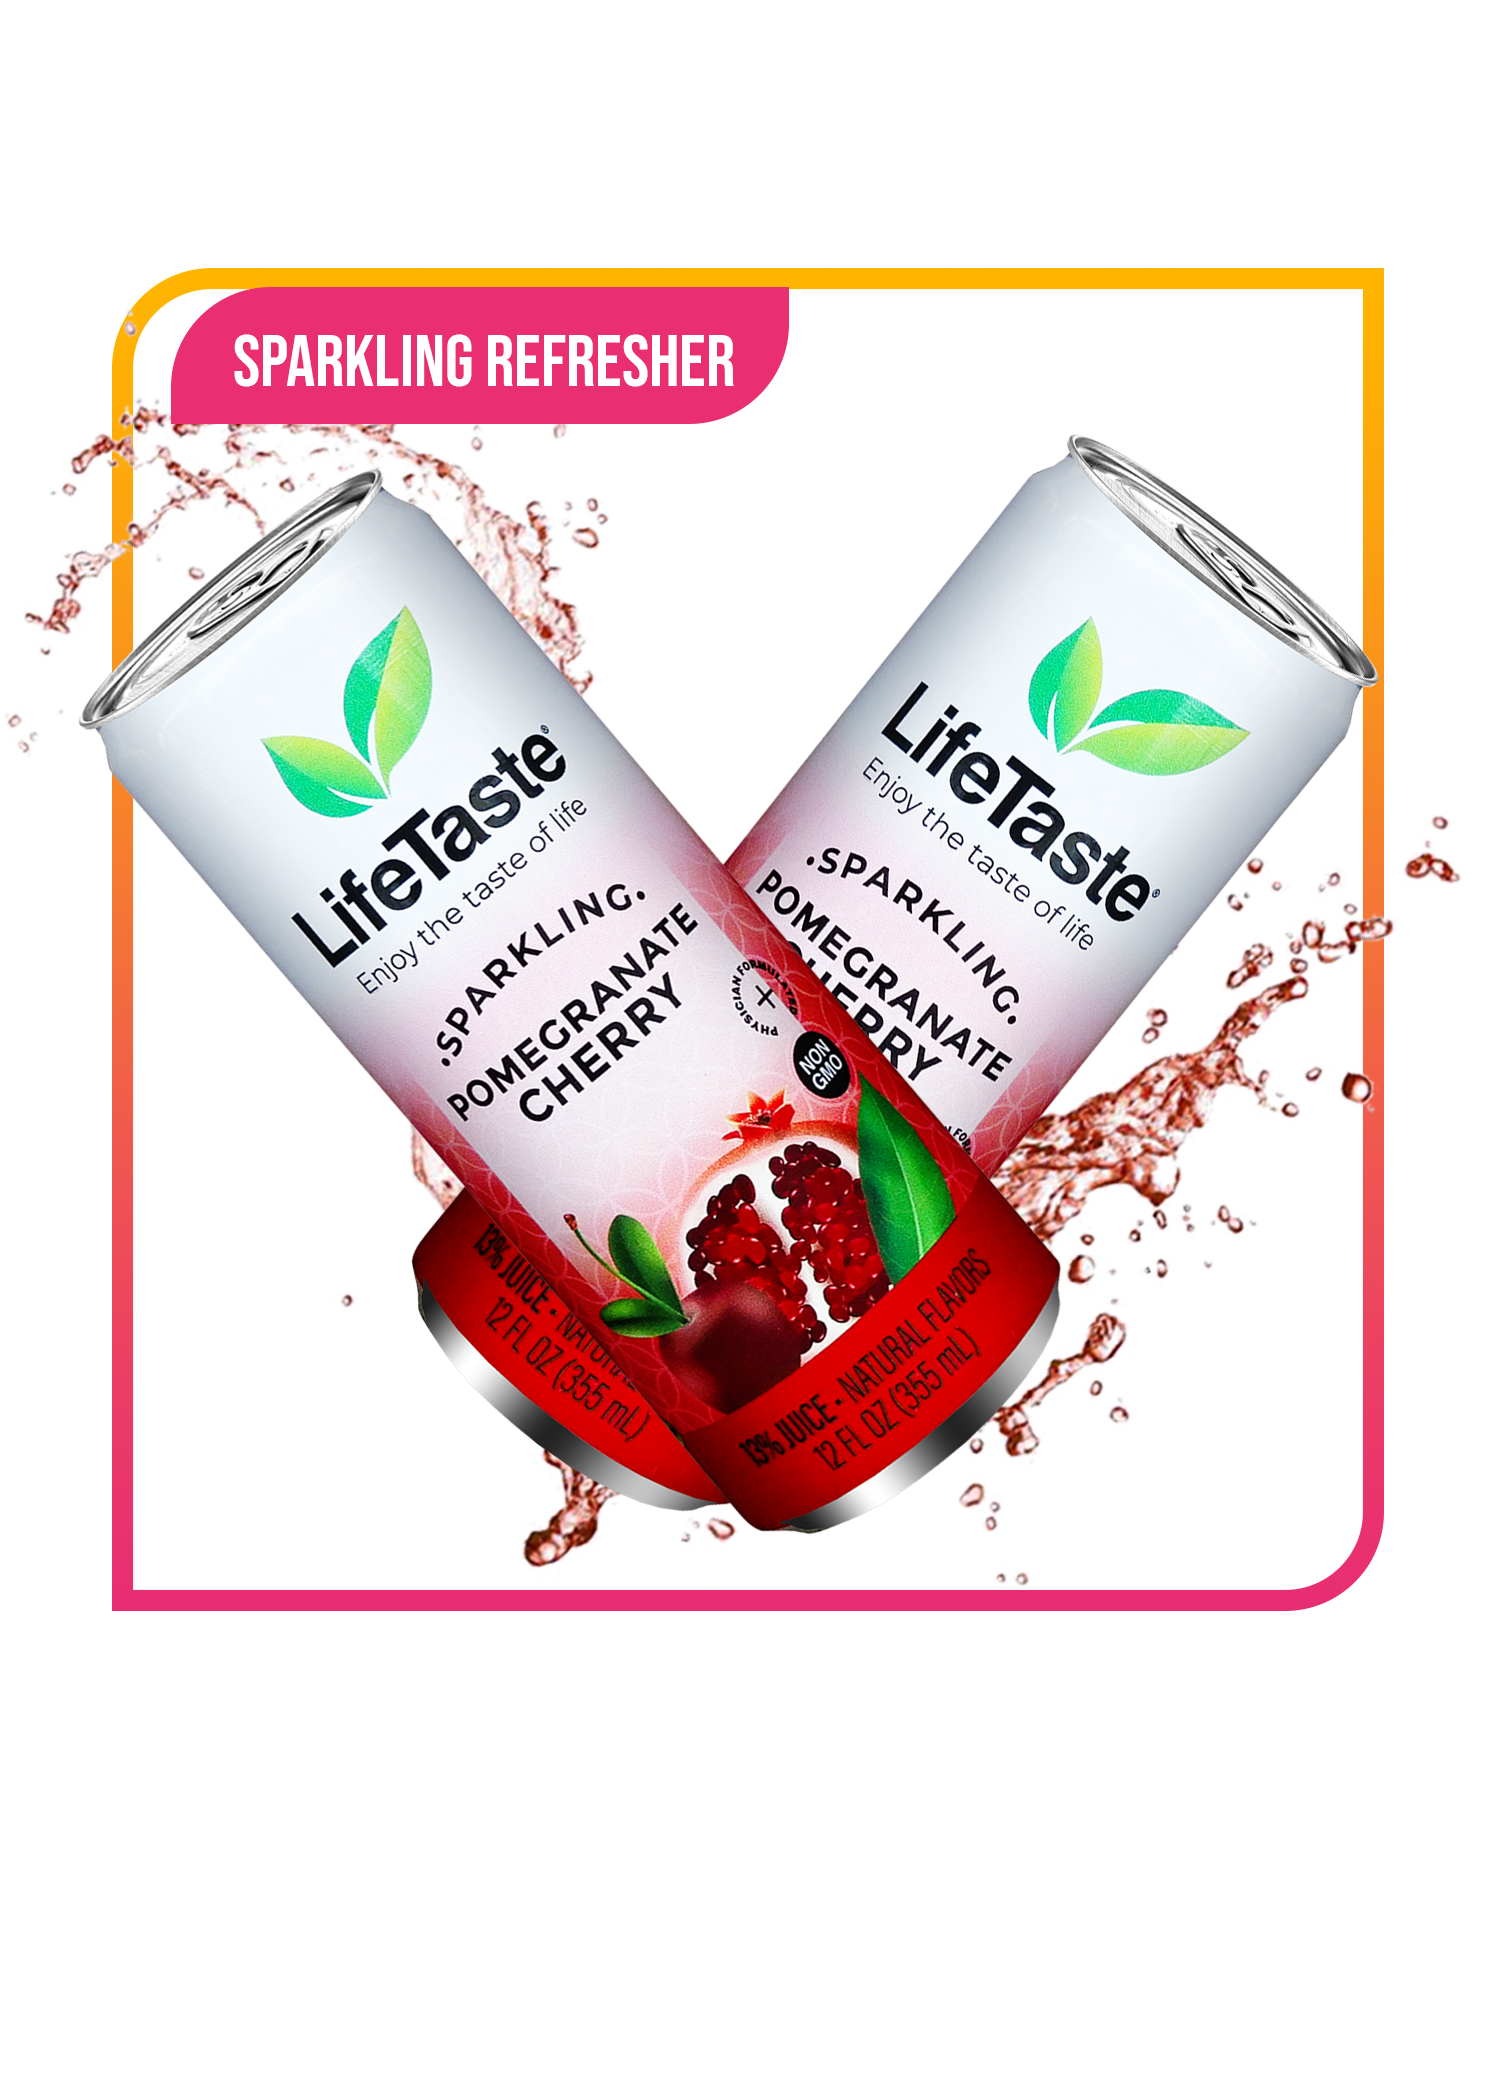 SPARKLING REFRESHER
LifeTaste®
Enjoy the taste of life
.SPARKLING.
POMEGRANATE
CHERRY
PHYSICIAN FORMULATED
NON
GMO
13% JUICE • NATURAL FLAVORS
12 FL OZ (355 mL)
LifeTaste®
Enjoy the taste of life
.SPARKLING.
POMEGRANATE
CHERRY
13% JUICE • NATURAL
12 FL OZ (355 mL)